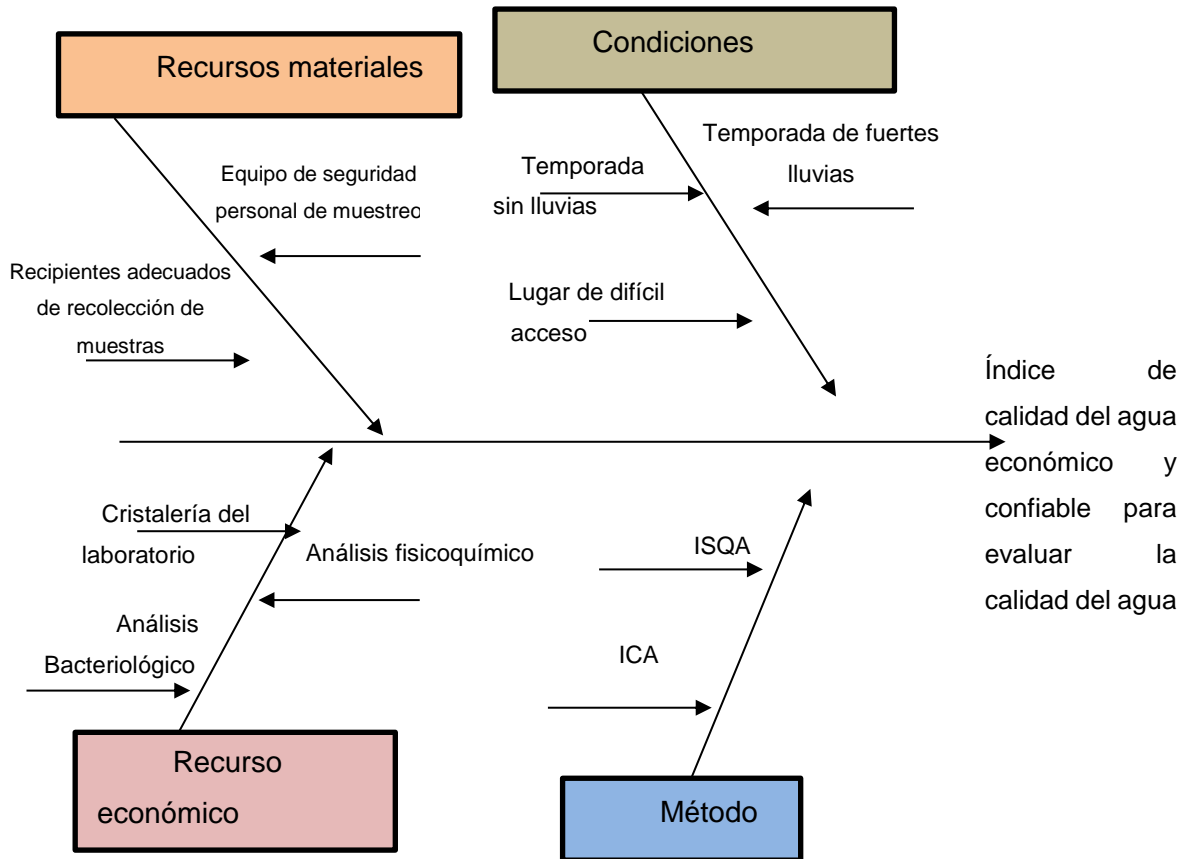 Recursos materiales
Condiciones
Equipo de seguridad
personal de muestreo
Recipientes adecuados
de recolección de
muestras
Temporada
sin lluvias
Temporada de fuertes
lluvias
Lugar de difícil
acceso
Índice de
calidad del agua
económico y
confiable para
evaluar la
calidad del agua
Cristalería del
laboratorio
Análisis fisicoquímico
Análisis
Bacteriológico
ISQA
ICA
Recurso
económico
Método